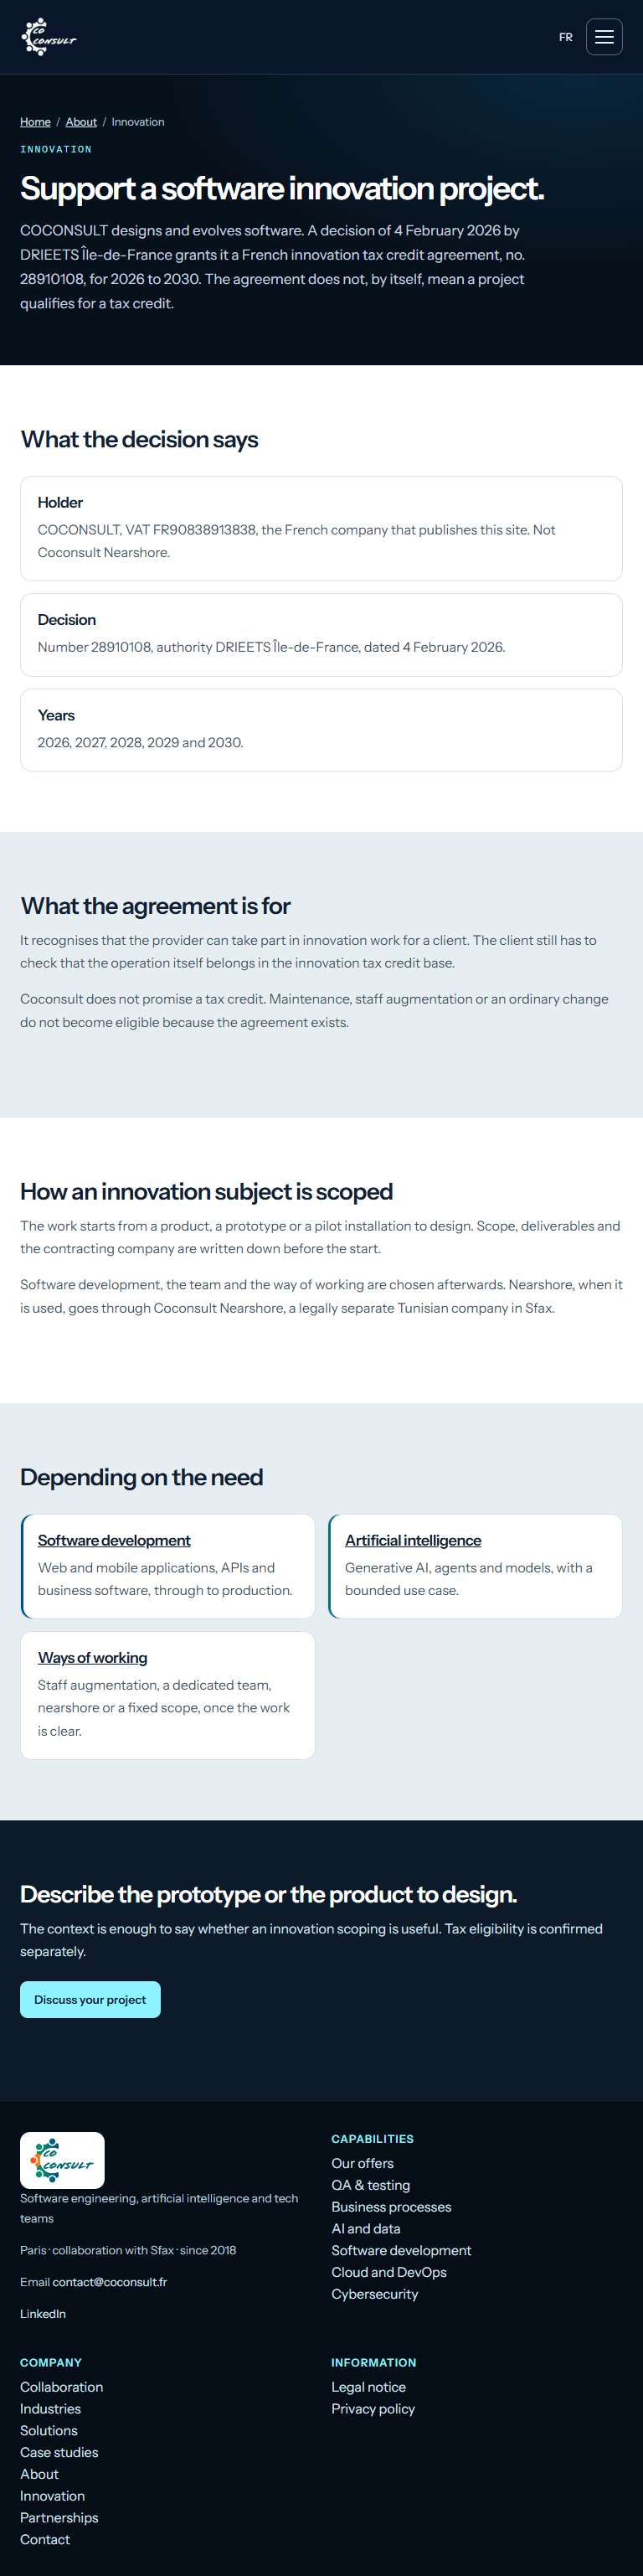 CO
CONSULT
FR
Home / About / Innovation
INNOVATION
Support a software innovation project.
COCONSULT designs and evolves software. A decision of 4 February 2026 by
DRIEETS Île-de-France grants it a French innovation tax credit agreement, no.
28910108, for 2026 to 2030. The agreement does not, by itself, mean a project
qualifies for a tax credit.
What the decision says
Holder
COCONSULT, VAT FR90838913838, the French company that publishes this site. Not
Coconsult Nearshore.
Decision
Number 28910108, authority DRIEETS Île-de-France, dated 4 February 2026.
Years
2026, 2027, 2028, 2029 and 2030.
What the agreement is for
It recognises that the provider can take part in innovation work for a client. The client still has to
check that the operation itself belongs in the innovation tax credit base.
Coconsult does not promise a tax credit. Maintenance, staff augmentation or an ordinary change
do not become eligible because the agreement exists.
How an innovation subject is scoped
The work starts from a product, a prototype or a pilot installation to design. Scope, deliverables and
the contracting company are written down before the start.
Software development, the team and the way of working are chosen afterwards. Nearshore, when it
is used, goes through Coconsult Nearshore, a legally separate Tunisian company in Sfax.
Depending on the need
Software development
Web and mobile applications, APIs and
business software, through to production.
Artificial intelligence
Generative AI, agents and models, with a
bounded use case.
Ways of working
Staff augmentation, a dedicated team,
nearshore or a fixed scope, once the work
is clear.
Describe the prototype or the product to design.
The context is enough to say whether an innovation scoping is useful. Tax eligibility is confirmed
separately.
Discuss your project
CO
CONSULT
Software engineering, artificial intelligence and tech
teams
Paris · collaboration with Sfax · since 2018
Email contact@coconsult.fr
LinkedIn
CAPABILITIES
Our offers
QA & testing
Business processes
AI and data
Software development
Cloud and DevOps
Cybersecurity
COMPANY
Collaboration
Industries
Solutions
Case studies
About
Innovation
Partnerships
Contact
INFORMATION
Legal notice
Privacy policy